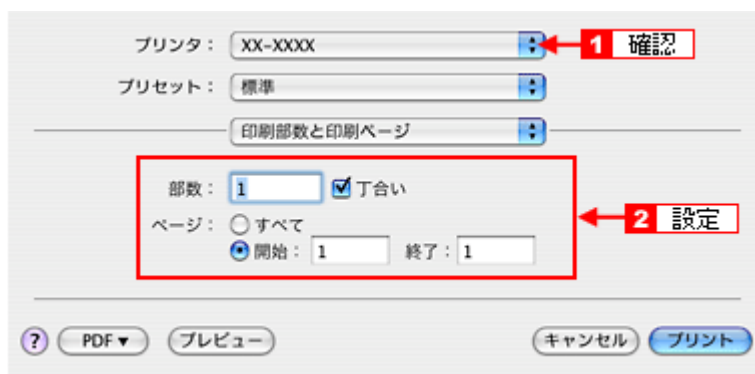 プリンタ： XX-XXXX 1 確認
プリセット： 標準
印刷部数と印刷ページ
部数： 1 丁合い
ページ： すべて
2 設定
開始： 1 終了： 1
? PDF▼ プレビュー キャンセル プリント